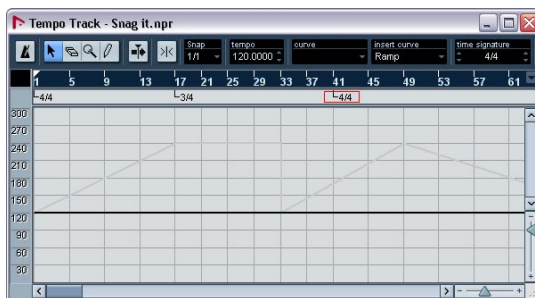 Tempo Track - Snag it.npr
Snap
1/1
tempo
120.0000
curve
insert curve
Ramp
time signature
4/4
1 5 9 13 17 21 25 29 33 37 41 45 49 53 57 61
4/4 3/4 4/4
300
270
240
210
180
150
120
90
60
30